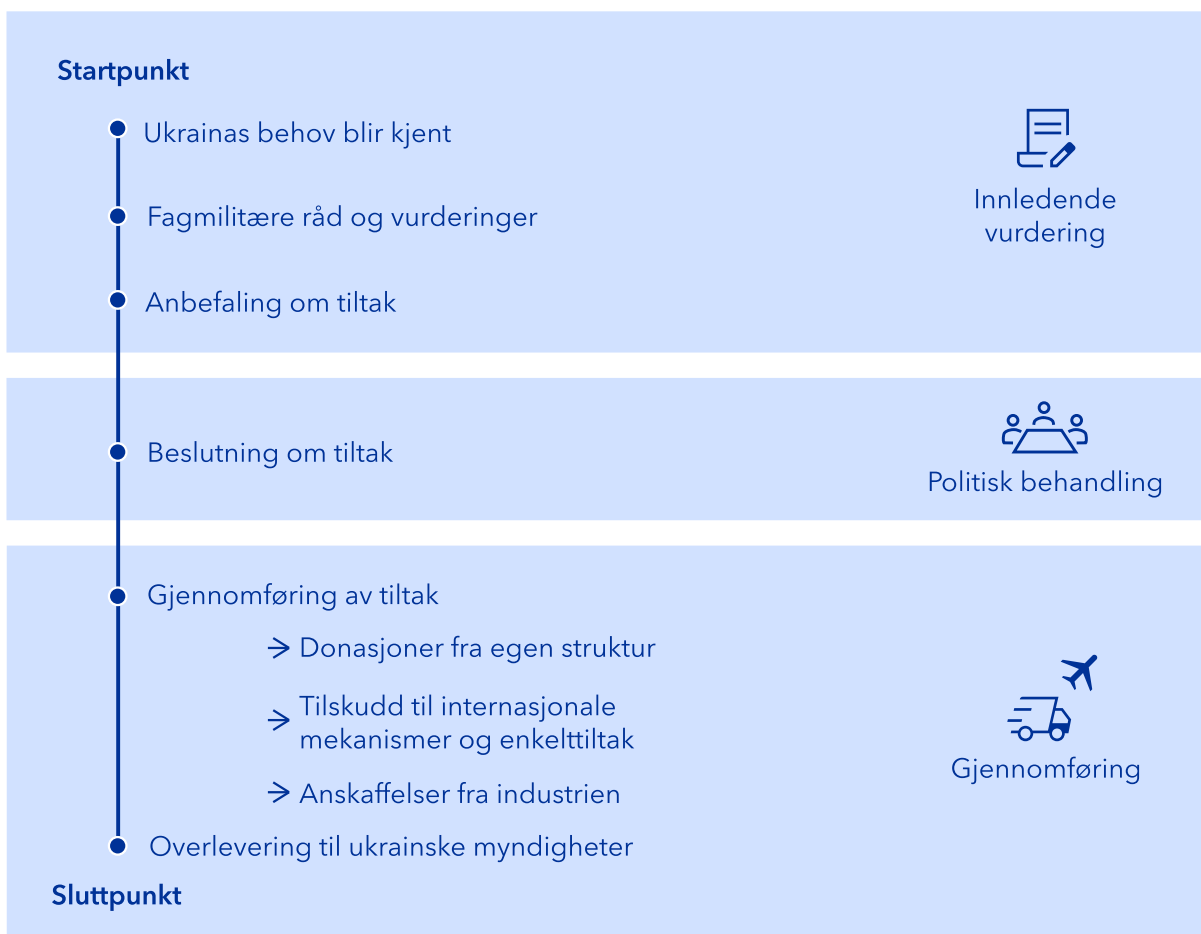 Startpunkt
Ukrainas behov blir kjent
Fagmilitære råd og vurderinger
Anbefaling om tiltak
Innledende
vurdering
Beslutning om tiltak
Politisk behandling
Gjennomføring av tiltak
Donasjoner fra egen struktur
Tilskudd til internasjonale
mekanismer og enkelttiltak
Anskaffelser fra industrien
Overlevering til ukrainske myndigheter
Gjennomføring
Sluttpunkt